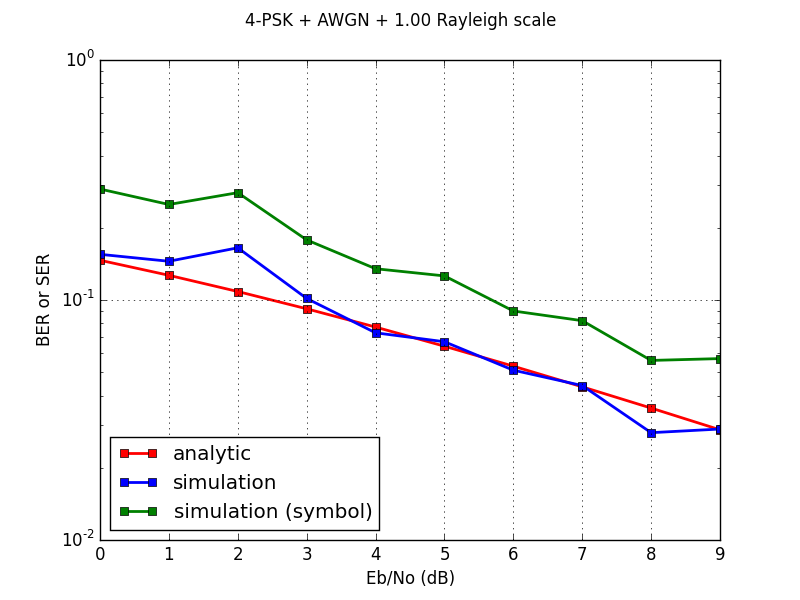 4-PSK + AWGN + 1.00 Rayleigh scale
10^0
10^-1
10^-2
BER or SER
analytic
simulation
simulation (symbol)
0 1 2 3 4 5 6 7 8 9
Eb/No (dB)